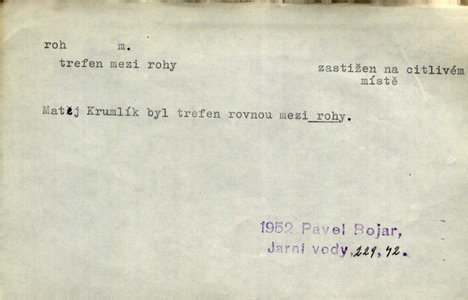 roh m.
trefen mezi rohy
zastižen na citlivém
místě
Matěj Krumlík byl trefen rovnou mezi rohy.
1952 Pavel Bojar,
Jarní vody, 229, 42.